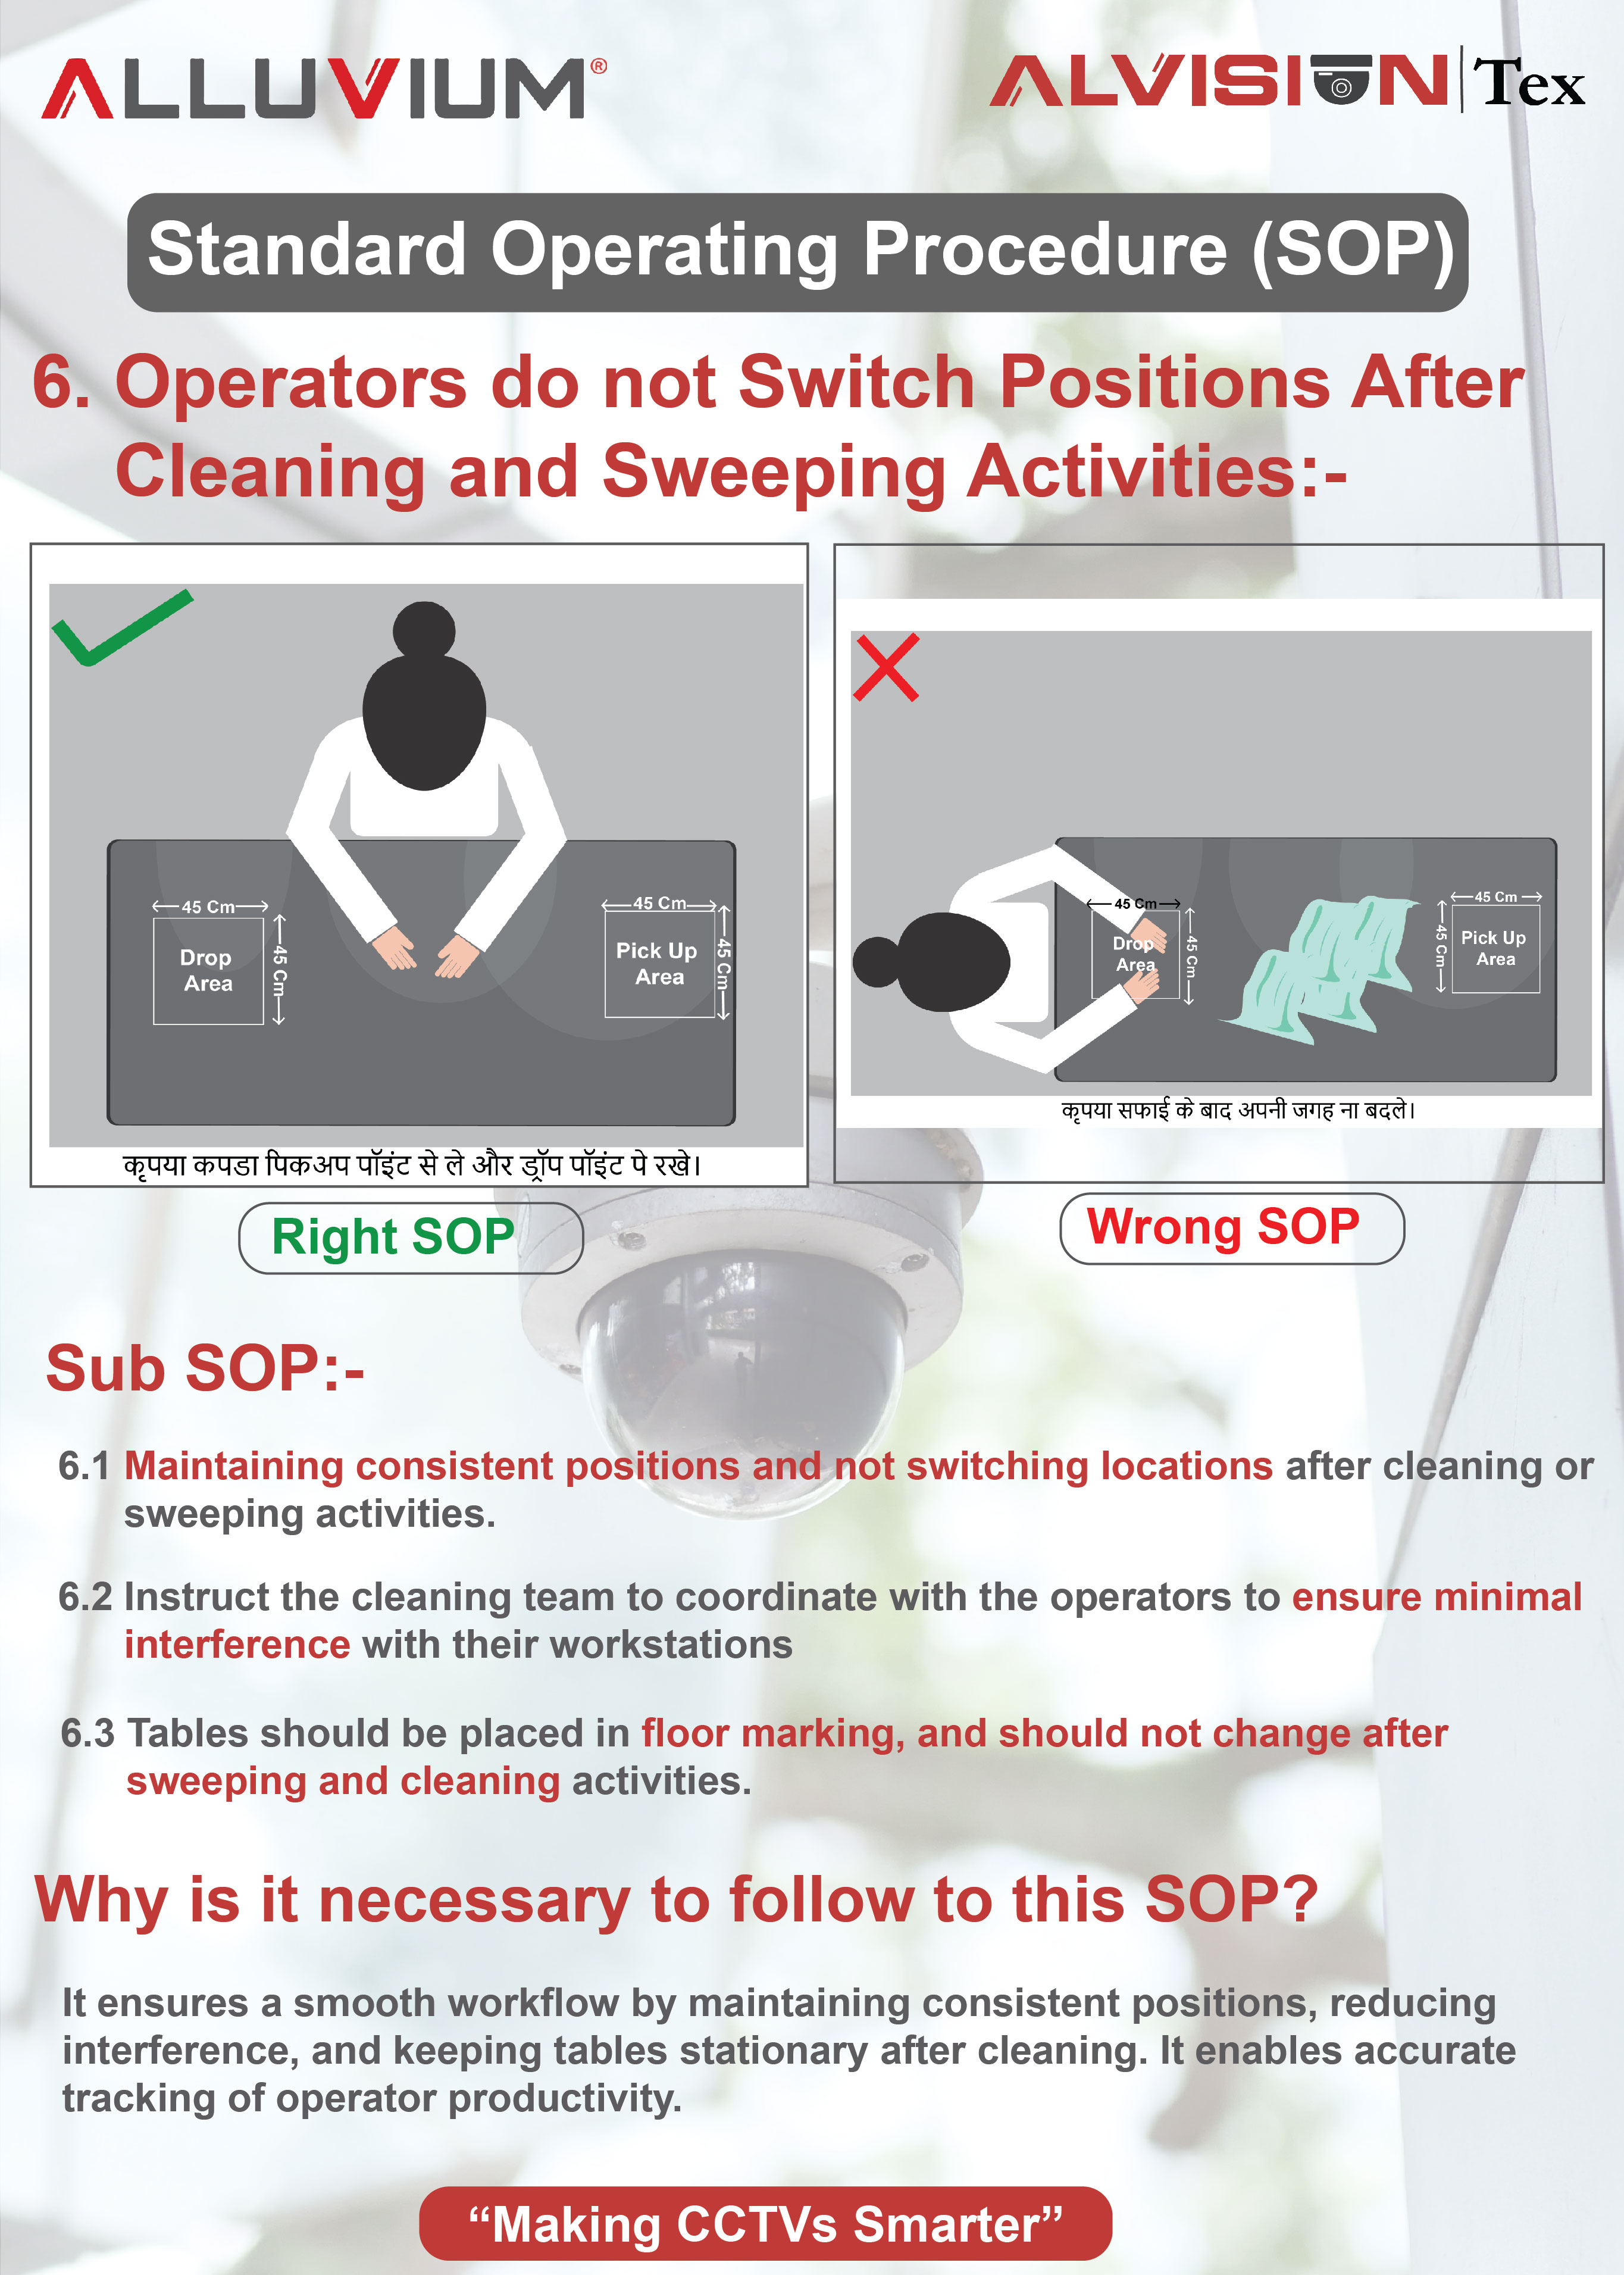 ALLUVIUM®
ALVISION Tex
Standard Operating Procedure (SOP)
6. Operators do not Switch Positions After
Cleaning and Sweeping Activities:-
45 Cm
45 Cm
Drop
Area
45 Cm
45 Cm
Pick Up
Area
कृपया कपडा पिकअप पॉइंट से ले और ड्रॉप पॉइंट पे रखे।
Right SOP
45 Cm
45 Cm
Drop
Area
45 Cm
45 Cm
Pick Up
Area
कृपया सफाई के बाद अपनी जगह ना बदले।
Wrong SOP
Sub SOP:-
6.1 Maintaining consistent positions and not switching locations after cleaning or
sweeping activities.
6.2 Instruct the cleaning team to coordinate with the operators to ensure minimal
interference with their workstations
6.3 Tables should be placed in floor marking, and should not change after
sweeping and cleaning activities.
Why is it necessary to follow to this SOP?
It ensures a smooth workflow by maintaining consistent positions, reducing
interference, and keeping tables stationary after cleaning. It enables accurate
tracking of operator productivity.
“Making CCTVs Smarter”